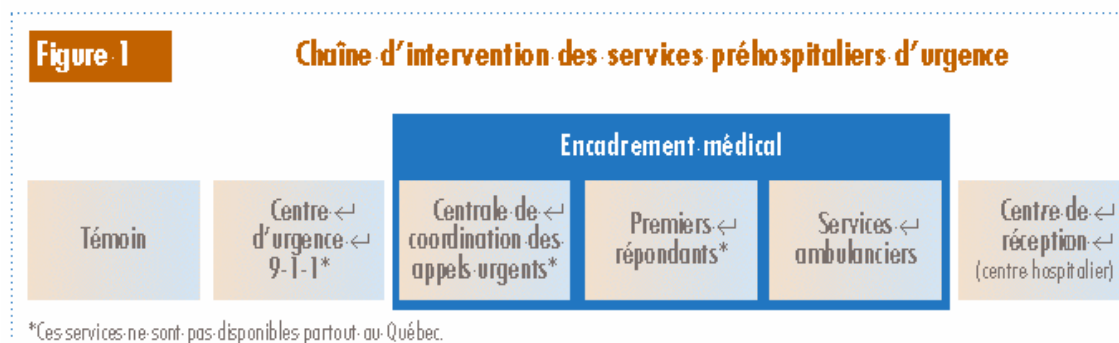 Figure 1
Chaîne d'intervention des services préhospitaliers d'urgence
Encadrement médical
Témoin
Centre
d'urgence
9-1-1*
Centrale de
coordination des
appels urgents*
Premiers
répondants*
Services
ambulanciers
Centre de
réception
(centre hospitalier)
*Ces services ne sont pas disponibles partout au Québec.